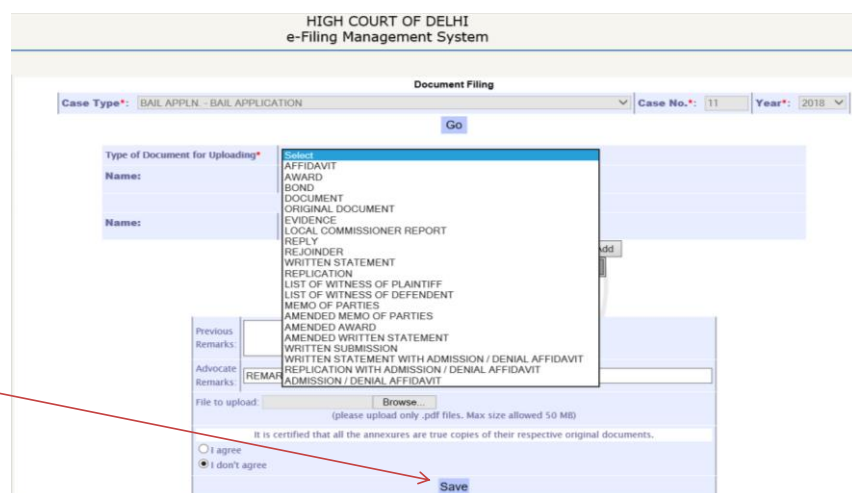 HIGH COURT OF DELHI
e-Filing Management System
Document Filing
Case Type*: BAIL APPLN. - BAIL APPLICATION Case No.*: 11 Year*: 2018
Go
Type of Document for Uploading* Select
AFFIDAVIT
Name: AWARD
BOND
DOCUMENT
ORIGINAL DOCUMENT
Name: EVIDENCE
LOCAL COMMISSIONER REPORT
REPLY
REJOINDER dd
WRITTEN STATEMENT
REPLICATION
LIST OF WITNESS OF PLAINTIFF
LIST OF WITNESS OF DEFENDENT
MEMO OF PARTIES
AMENDED MEMO OF PARTIES
Previous Remarks: AMENDED AWARD
AMENDED WRITTEN STATEMENT
WRITTEN SUBMISSION
WRITTEN STATEMENT WITH ADMISSION / DENIAL AFFIDAVIT
Advocate Remarks: REMAR REPLICATION WITH ADMISSION / DENIAL AFFIDAVIT
ADMISSION / DENIAL AFFIDAVIT
File to upload: Browse...
(please upload only .pdf files. Max size allowed 50 MB)
It is certified that all the annexures are true copies of their respective original documents.
I agree
I don't agree
Save